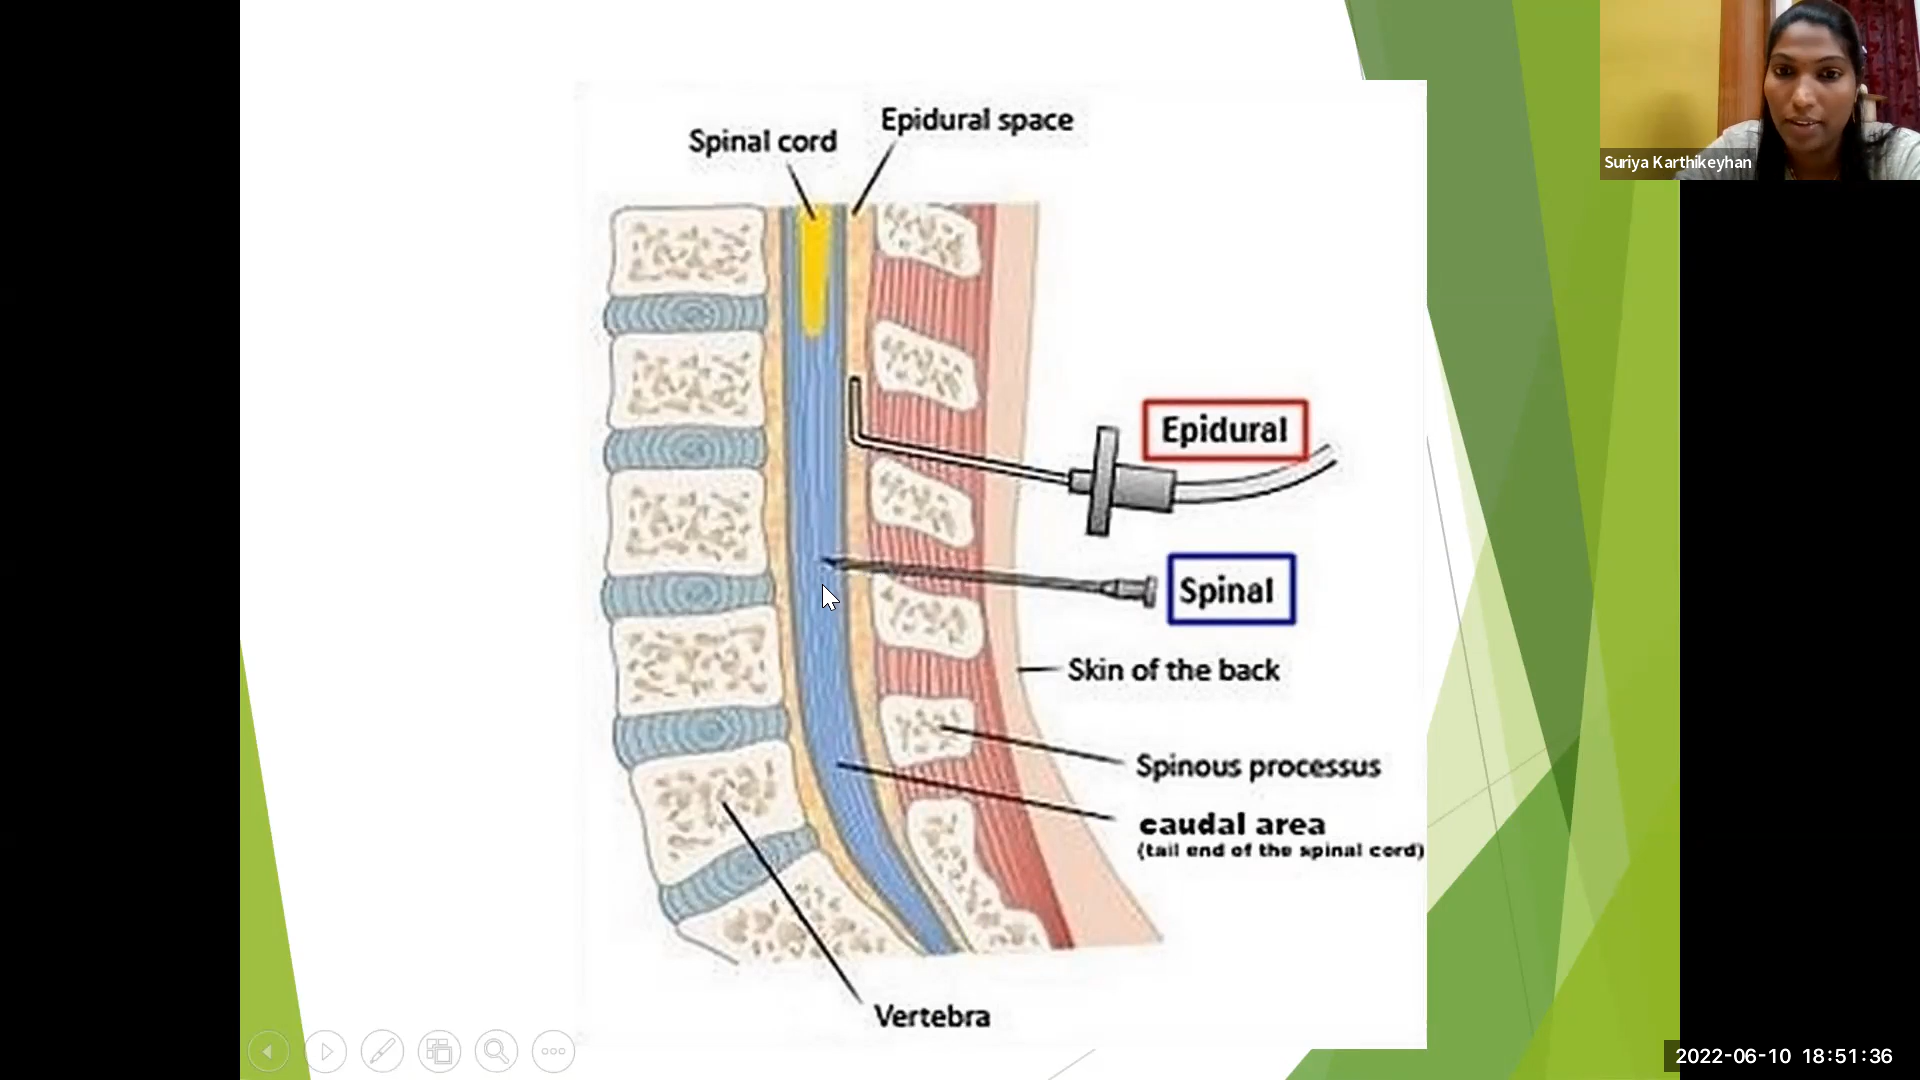 Suriya Karthikeyhan
Epidural space
Spinal cord
Epidural
Spinal
Skin of the back
Spinous processus
caudal area
(tail end of the spinal cord)
Vertebra
2022-06-10 18:51:36